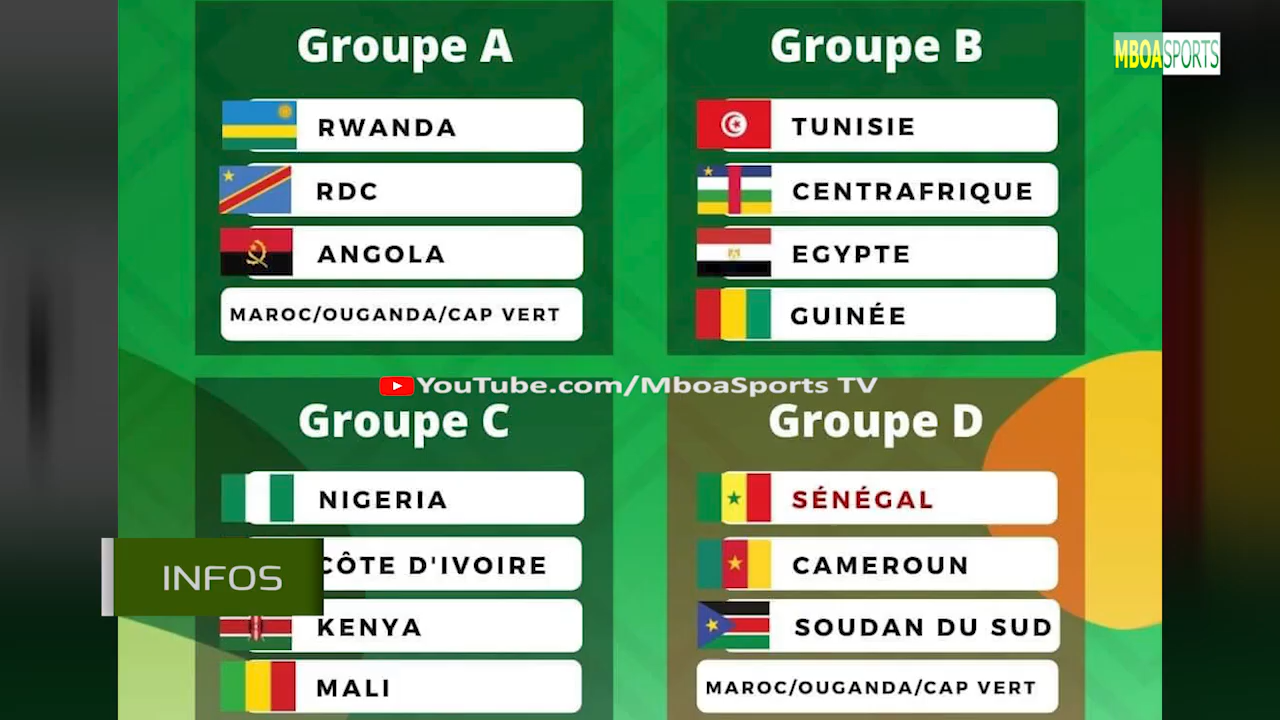 Groupe A
RWANDA
RDC
ANGOLA
MAROC/OUGANDA/CAP VERT
Groupe B
TUNISIE
CENTRAFRIQUE
EGYPTE
GUINÉE
MBOASPORTS
YouTube.com/MboaSports TV
Groupe C
NIGERIA
CÔTE D'IVOIRE
KENYA
MALI
Groupe D
SÉNÉGAL
CAMEROUN
SOUDAN DU SUD
MAROC/OUGANDA/CAP VERT
INFOS